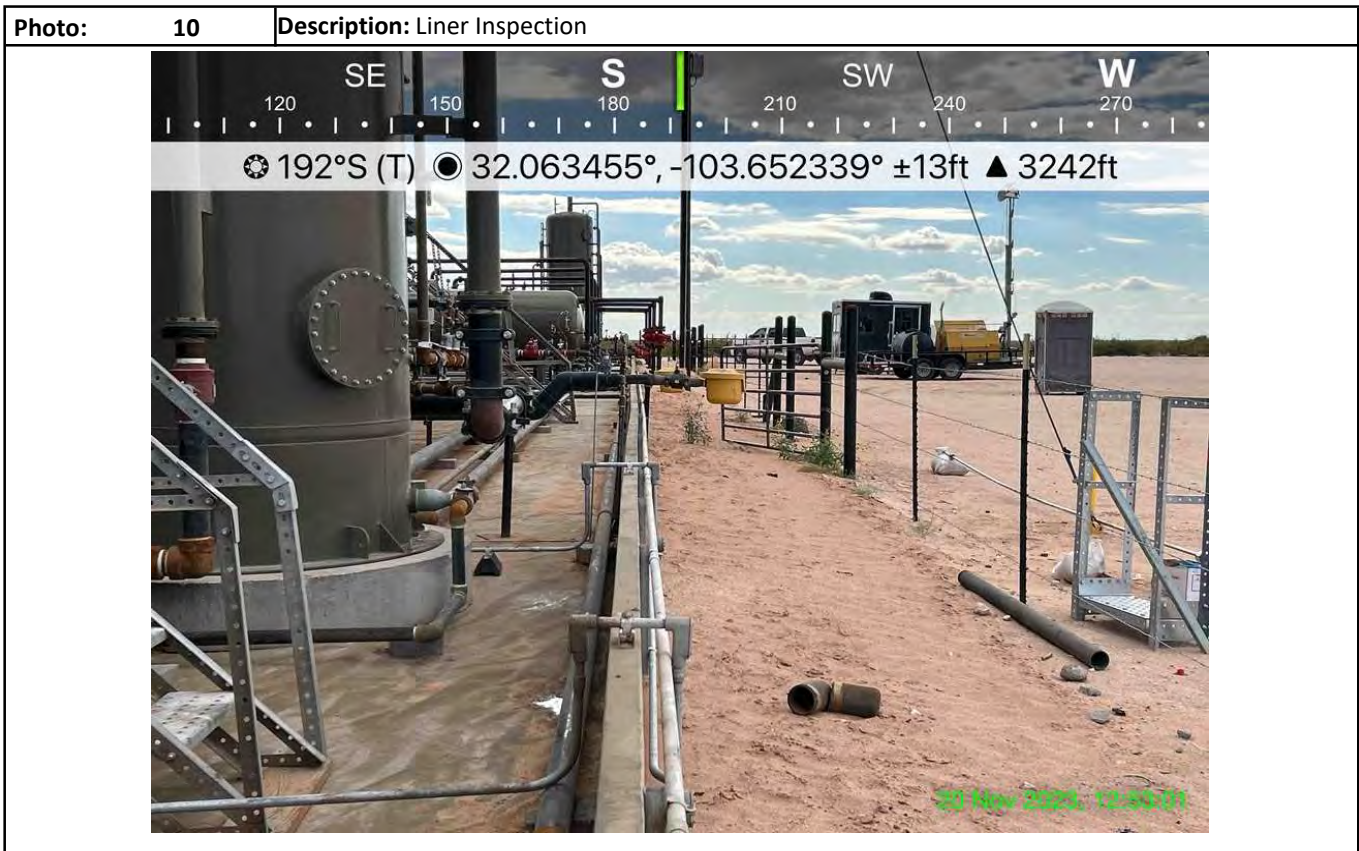 Photo: 10 Description: Liner Inspection
SE S SW W
120 150 180 210 240 270
192°S (T) 32.063455°, -103.652339° ±13ft ▲ 3242ft
20 Nov 2025, 12:53:01